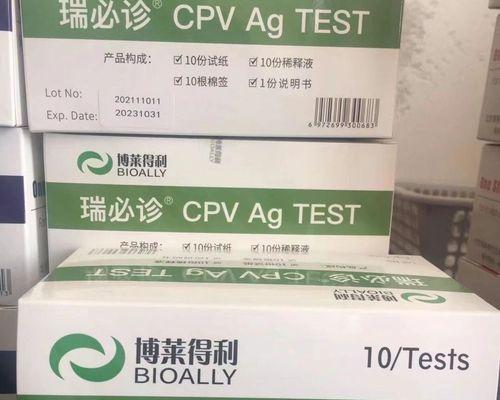 瑞必诊® CPV Ag TEST
产品构成： ☑10份试纸 ☑10份稀释液
☑10根棉签 ☑1份说明书
Lot No: 202111011
Exp. Date: 20231031
6 972699 300683
博莱得利
BIOALLY
瑞必诊® CPV Ag TEST
产品构成： ☑10份试纸 ☑10份稀释液
瑞必诊® CPV Ag TEST
博莱得利
BIOALLY
10/Tests